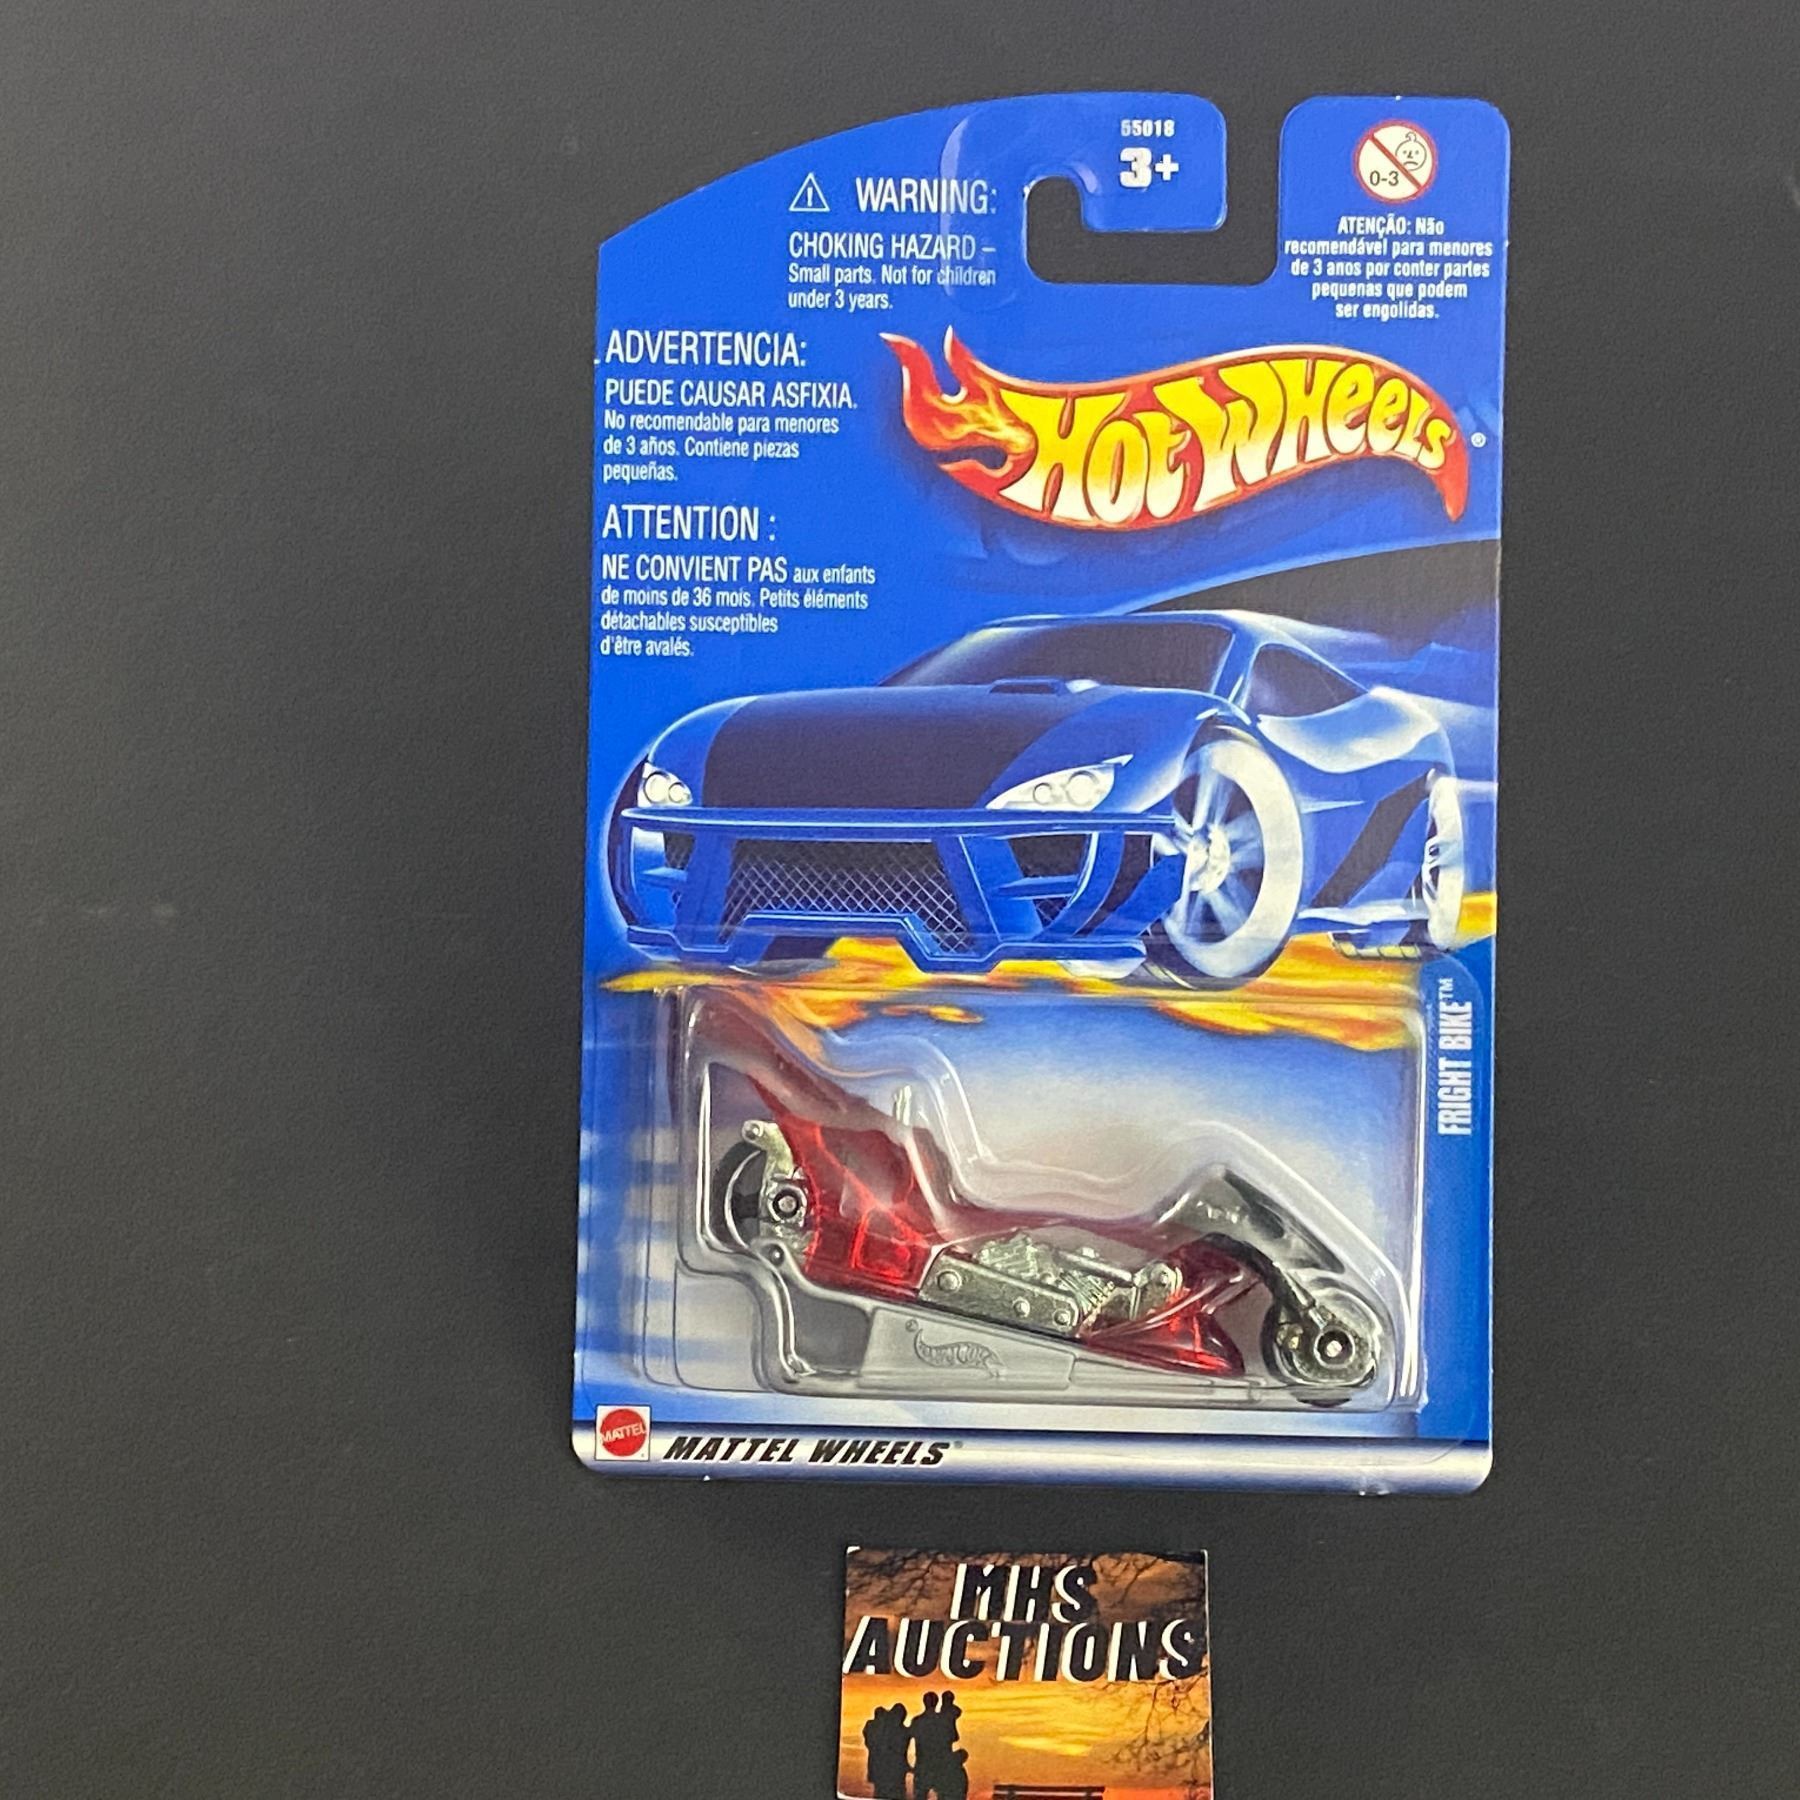 55018
3+
WARNING:
CHOKING HAZARD –
Small parts. Not for children
under 3 years.
0-3
ATENÇÃO: Não
recomendável para menores
de 3 anos por conter partes
pequenas que podem
ser engolidas.
ADVERTENCIA:
PUEDE CAUSAR ASFIXIA.
No recomendable para menores
de 3 años. Contiene piezas
pequeñas.
ATTENTION :
NE CONVIENT PAS aux enfants
de moins de 36 mois. Petits éléments
détachables susceptibles
d'être avalés.
HOT WHEELS®
FRIGHT BIKE™
MATTEL
MATTEL WHEELS
MHS
AUCTIONS